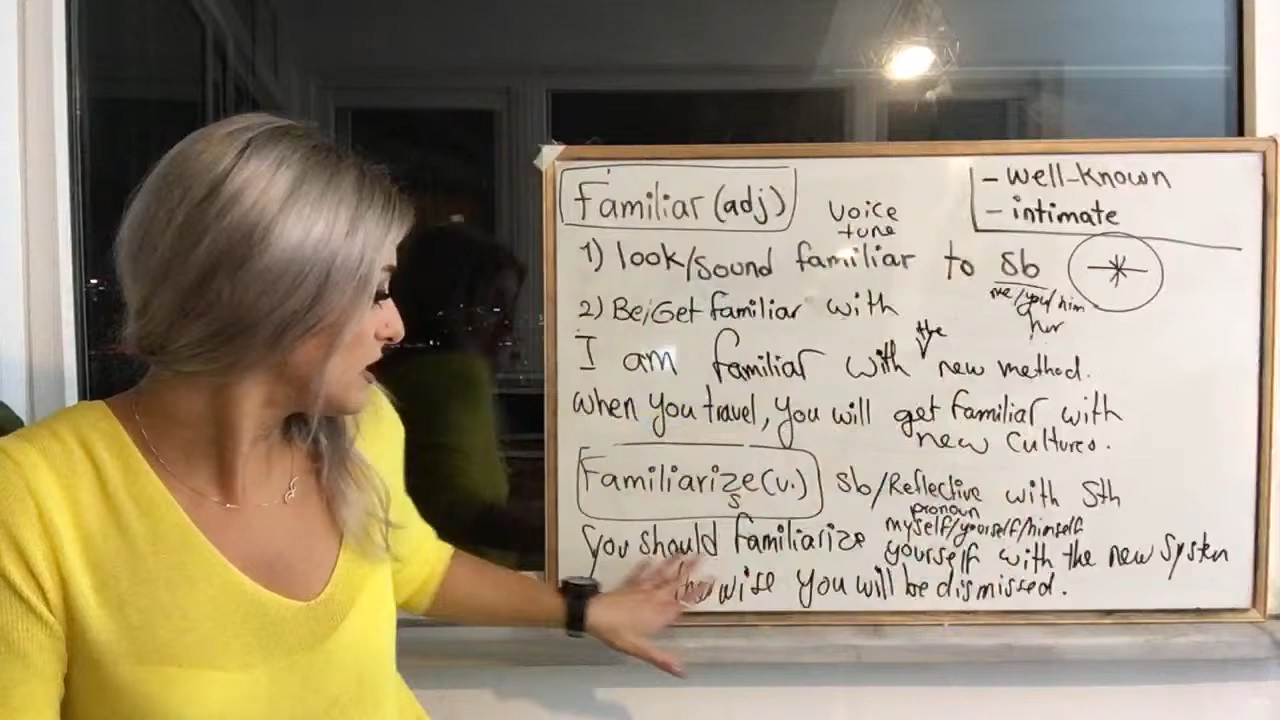 familiar (adj)
- well-known
- intimate
voice
tune
1) look/sound familiar to sb
me/you/him
her
2) Be/Get familiar with
the
I am familiar with new method.
When you travel, you will get familiar with
new cultures.
Familiarize (v.) sb/Reflective with sth
s
pronoun
myself/yourself/himself
You should familiarize yourself with the new system
wise you will be dismissed.